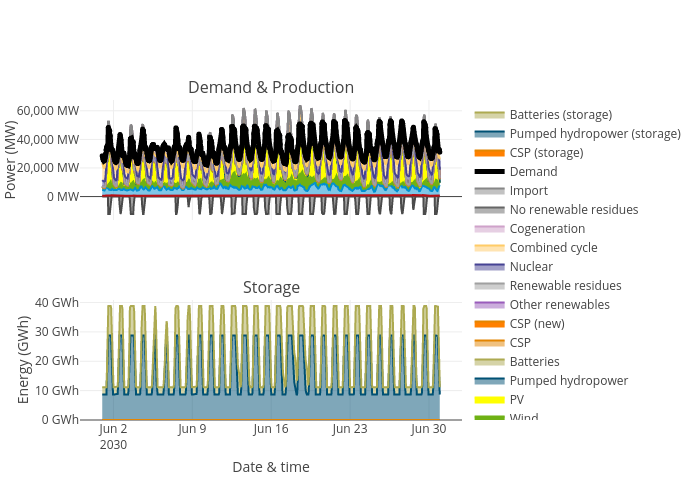 Demand & Production
Power (MW)
60,000 MW
40,000 MW
20,000 MW
0 MW
Storage
Energy (GWh)
40 GWh
30 GWh
20 GWh
10 GWh
0 GWh
Jun 2
2030
Jun 9
Jun 16
Jun 23
Jun 30
Date & time
Batteries (storage)
Pumped hydropower (storage)
CSP (storage)
Demand
Import
No renewable residues
Cogeneration
Combined cycle
Nuclear
Renewable residues
Other renewables
CSP (new)
CSP
Batteries
Pumped hydropower
PV
Wind